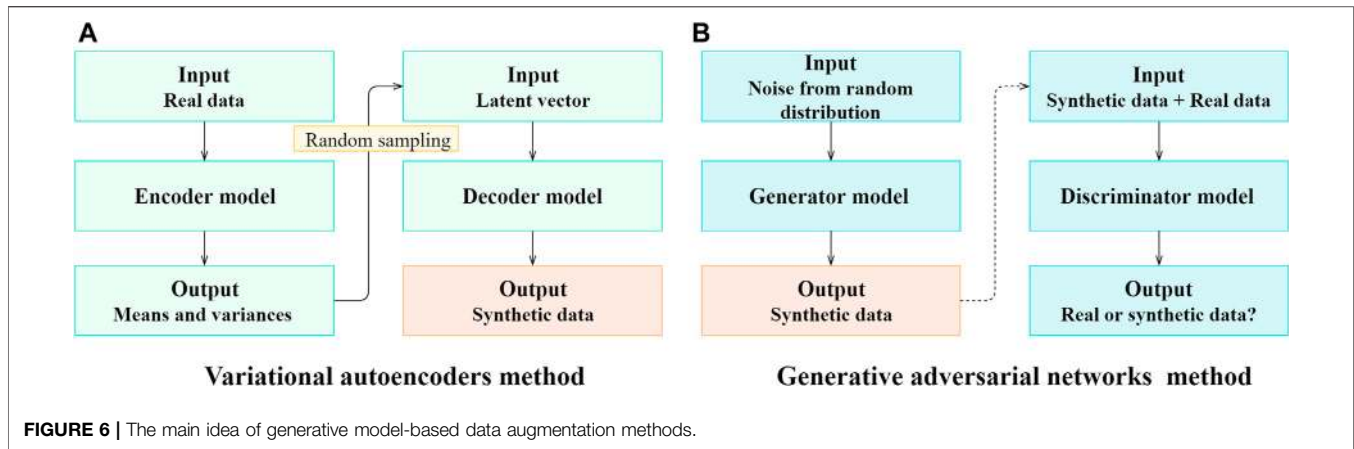 A
Input
Real data
Encoder model
Output
Means and variances
Random sampling
Input
Latent vector
Decoder model
Output
Synthetic data
Variational autoencoders method
B
Input
Noise from random
distribution
Generator model
Output
Synthetic data
Input
Synthetic data + Real data
Discriminator model
Output
Real or synthetic data?
Generative adversarial networks method
FIGURE 6 | The main idea of generative model-based data augmentation methods.